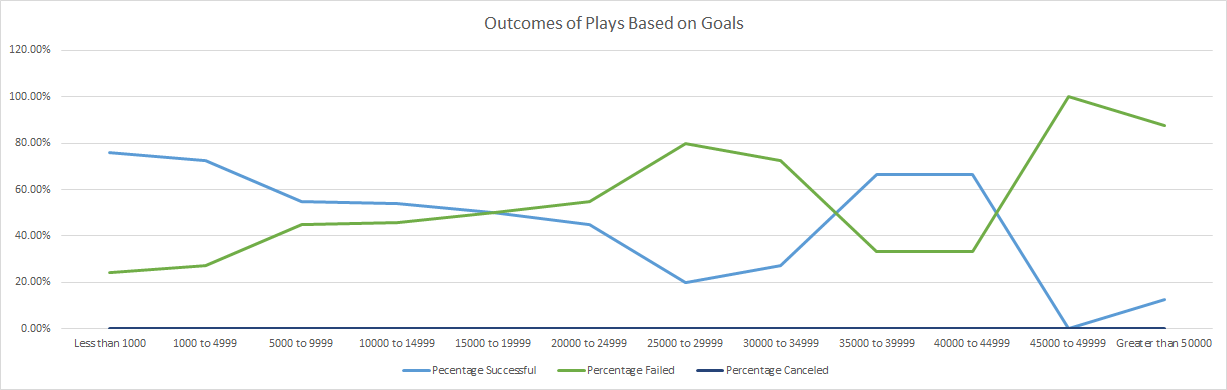 Outcomes of Plays Based on Goals
120.00%
100.00%
80.00%
60.00%
40.00%
20.00%
0.00%
Less than 1000 1000 to 4999 5000 to 9999 10000 to 14999 15000 to 19999 20000 to 24999 25000 to 29999 30000 to 34999 35000 to 39999 40000 to 44999 45000 to 49999 Greater than 50000
Pecentage Successful Percentage Failed Percentage Canceled